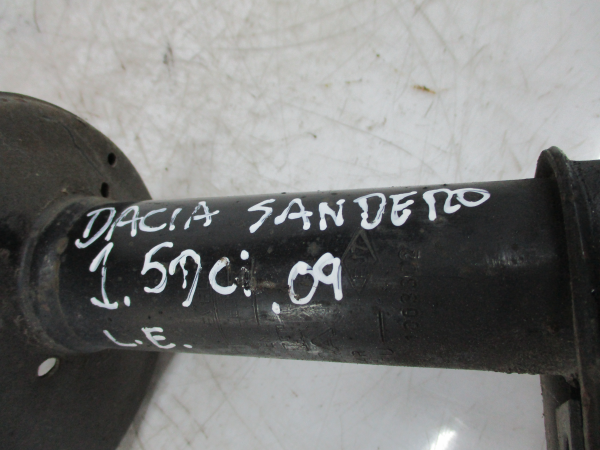 DACIA SANDERO
1.5DCi .09
L.E.